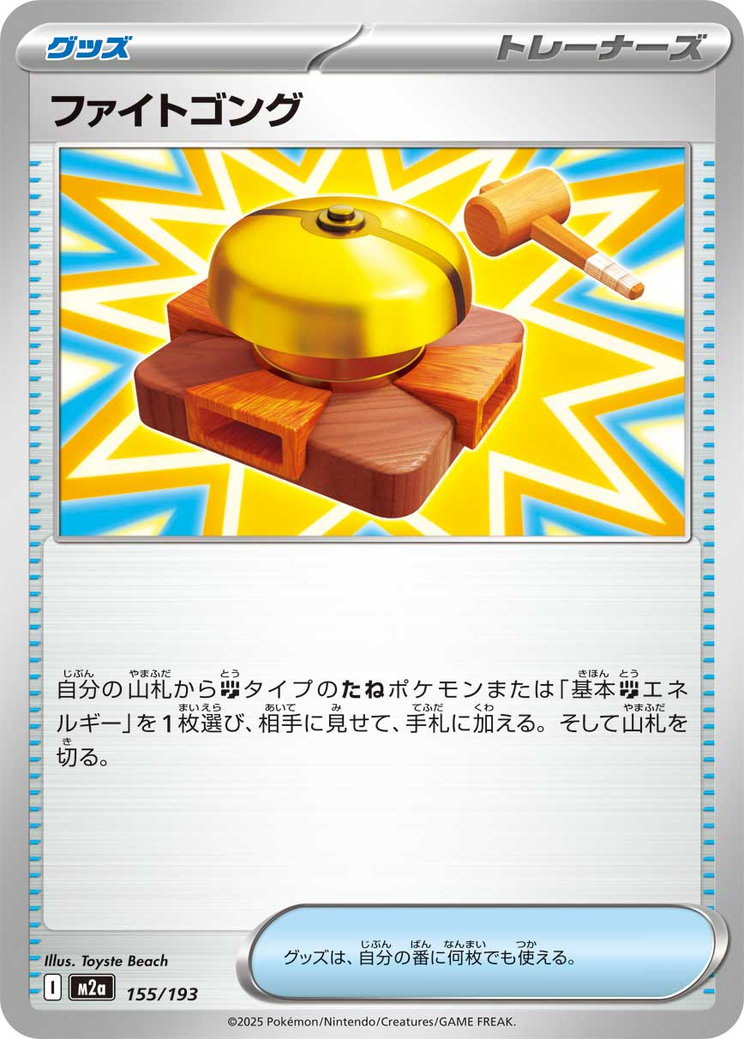 グッズ
トレーナーズ
ファイトゴング
自分の山札から闘タイプのたねポケモンまたは「基本闘エネ
ルギー」を1枚選び、相手に見せて、手札に加える。そして山札を
切る。
Illus. Toyste Beach
グッズは、自分の番に何枚でも使える。
I m2a 155/193
©2025 Pokémon/Nintendo/Creatures/GAME FREAK.